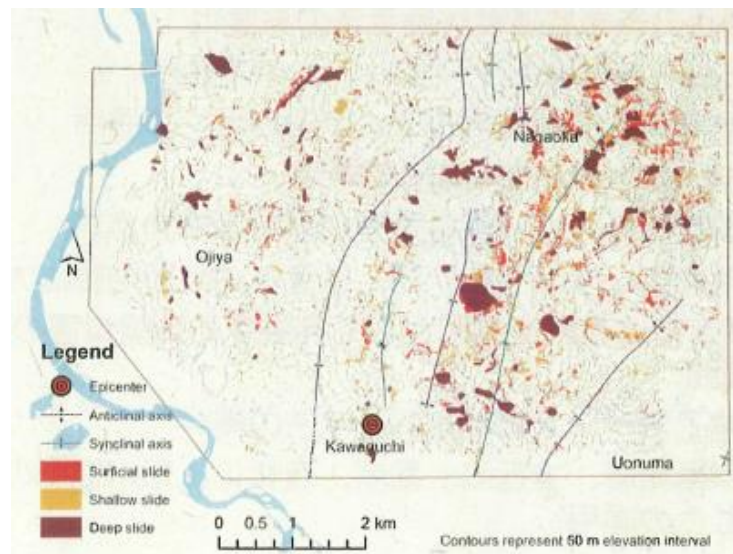 Nagaoka
Ojiya
N
Legend
Epicenter
Anticlinal axis
Synclinal axis
Surficial slide
Shallow slide
Deep slide
Kawaguchi
Uonuma
0 0.5 1 2 km
Contours represent 50 m elevation interval